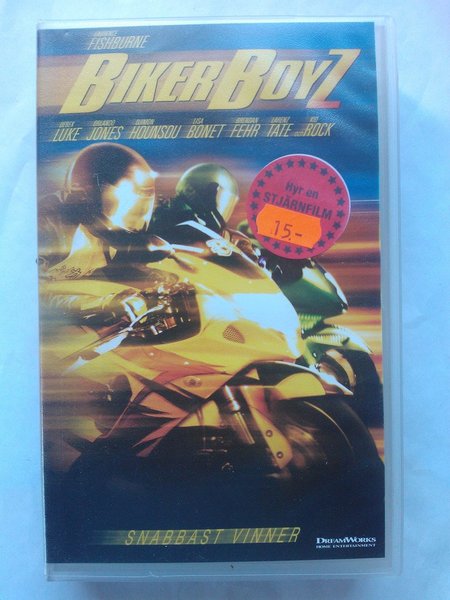 LAURENCE
FISHBURNE
BIKER BOYZ
DEREK LUKE ORLANDO JONES DJIMON HOUNSOU LISA BONET BRENDAN FEHR LARENZ TATE OCH KID ROCK
Hyr en
STJÄRNFILM
15:-
SNABBAST VINNER
DREAMWORKS
HOME ENTERTAINMENT